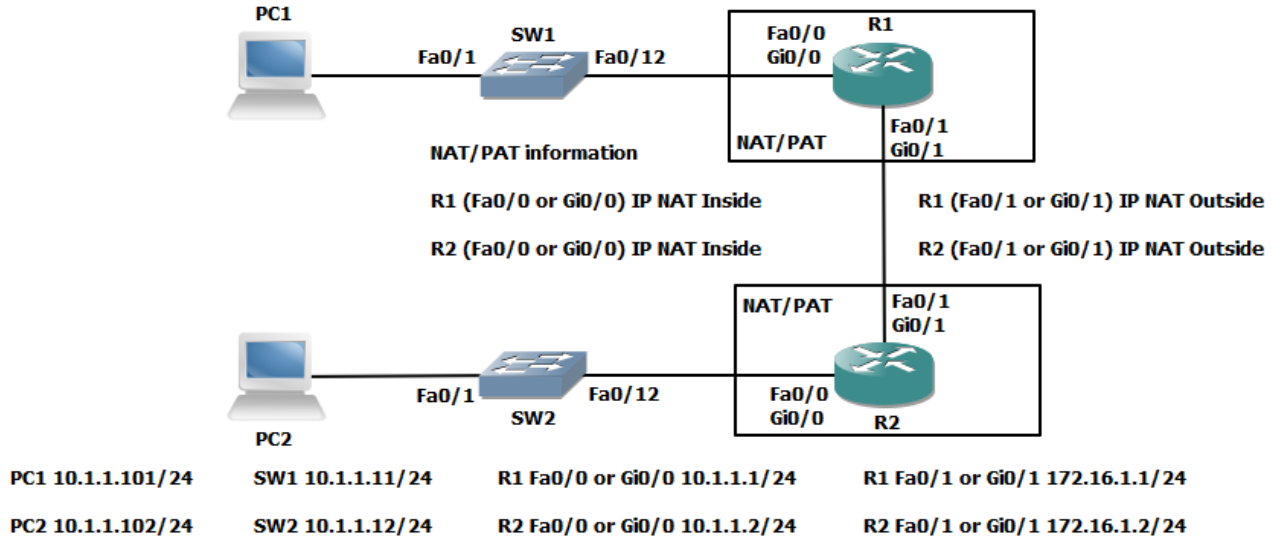 PC1
SW1
R1
Fa0/1
Fa0/12
Fa0/0
Gi0/0
NAT/PAT
Fa0/1
Gi0/1
NAT/PAT information
R1 (Fa0/0 or Gi0/0) IP NAT Inside
R1 (Fa0/1 or Gi0/1) IP NAT Outside
R2 (Fa0/0 or Gi0/0) IP NAT Inside
R2 (Fa0/1 or Gi0/1) IP NAT Outside
NAT/PAT
Fa0/1
Gi0/1
Fa0/1
Fa0/12
Fa0/0
Gi0/0
SW2
R2
PC2
PC1 10.1.1.101/24
SW1 10.1.1.11/24
R1 Fa0/0 or Gi0/0 10.1.1.1/24
R1 Fa0/1 or Gi0/1 172.16.1.1/24
PC2 10.1.1.102/24
SW2 10.1.1.12/24
R2 Fa0/0 or Gi0/0 10.1.1.2/24
R2 Fa0/1 or Gi0/1 172.16.1.2/24